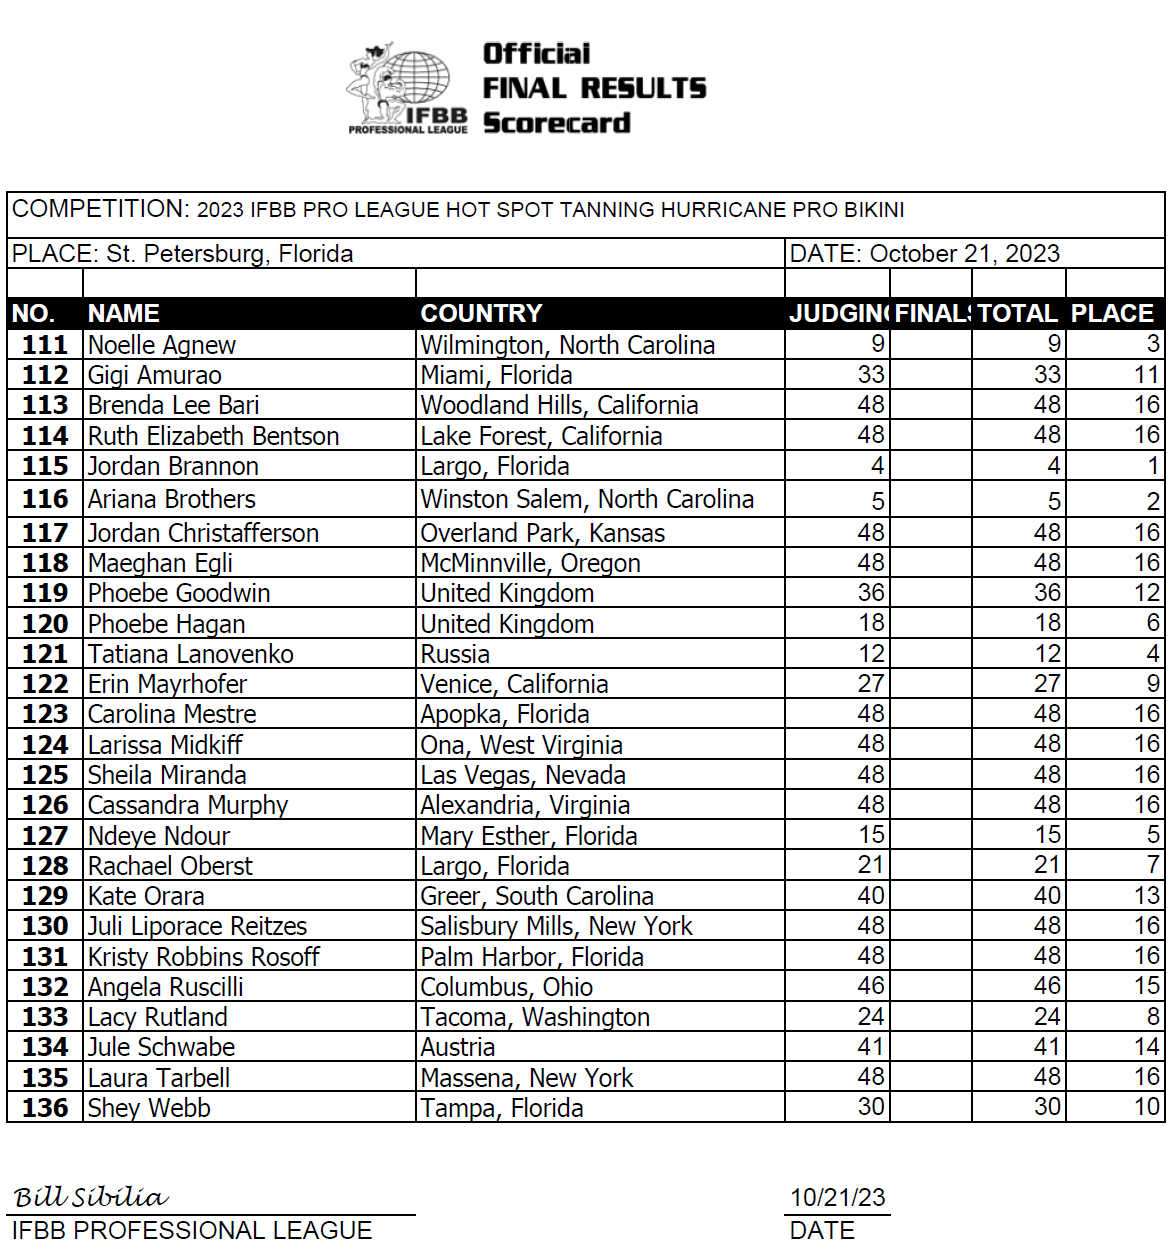 Official
FINAL RESULTS
Scorecard
IFBB
PROFESSIONAL LEAGUE
COMPETITION: 2023 IFBB PRO LEAGUE HOT SPOT TANNING HURRICANE PRO BIKINI
PLACE: St. Petersburg, Florida DATE: October 21, 2023
NO. NAME COUNTRY JUDGING FINALS TOTAL PLACE
111 Noelle Agnew Wilmington, North Carolina 9 9 3
112 Gigi Amurao Miami, Florida 33 33 11
113 Brenda Lee Bari Woodland Hills, California 48 48 16
114 Ruth Elizabeth Bentson Lake Forest, California 48 48 16
115 Jordan Brannon Largo, Florida 4 4 1
116 Ariana Brothers Winston Salem, North Carolina 5 5 2
117 Jordan Christafferson Overland Park, Kansas 48 48 16
118 Maeghan Egli McMinnville, Oregon 48 48 16
119 Phoebe Goodwin United Kingdom 36 36 12
120 Phoebe Hagan United Kingdom 18 18 6
121 Tatiana Lanovenko Russia 12 12 4
122 Erin Mayrhofer Venice, California 27 27 9
123 Carolina Mestre Apopka, Florida 48 48 16
124 Larissa Midkiff Ona, West Virginia 48 48 16
125 Sheila Miranda Las Vegas, Nevada 48 48 16
126 Cassandra Murphy Alexandria, Virginia 48 48 16
127 Ndeye Ndour Mary Esther, Florida 15 15 5
128 Rachael Oberst Largo, Florida 21 21 7
129 Kate Orara Greer, South Carolina 40 40 13
130 Juli Liporace Reitzes Salisbury Mills, New York 48 48 16
131 Kristy Robbins Rosoff Palm Harbor, Florida 48 48 16
132 Angela Ruscilli Columbus, Ohio 46 46 15
133 Lacy Rutland Tacoma, Washington 24 24 8
134 Jule Schwabe Austria 41 41 14
135 Laura Tarbell Massena, New York 48 48 16
136 Shey Webb Tampa, Florida 30 30 10
Bill Sibilia 10/21/23
IFBB PROFESSIONAL LEAGUE DATE